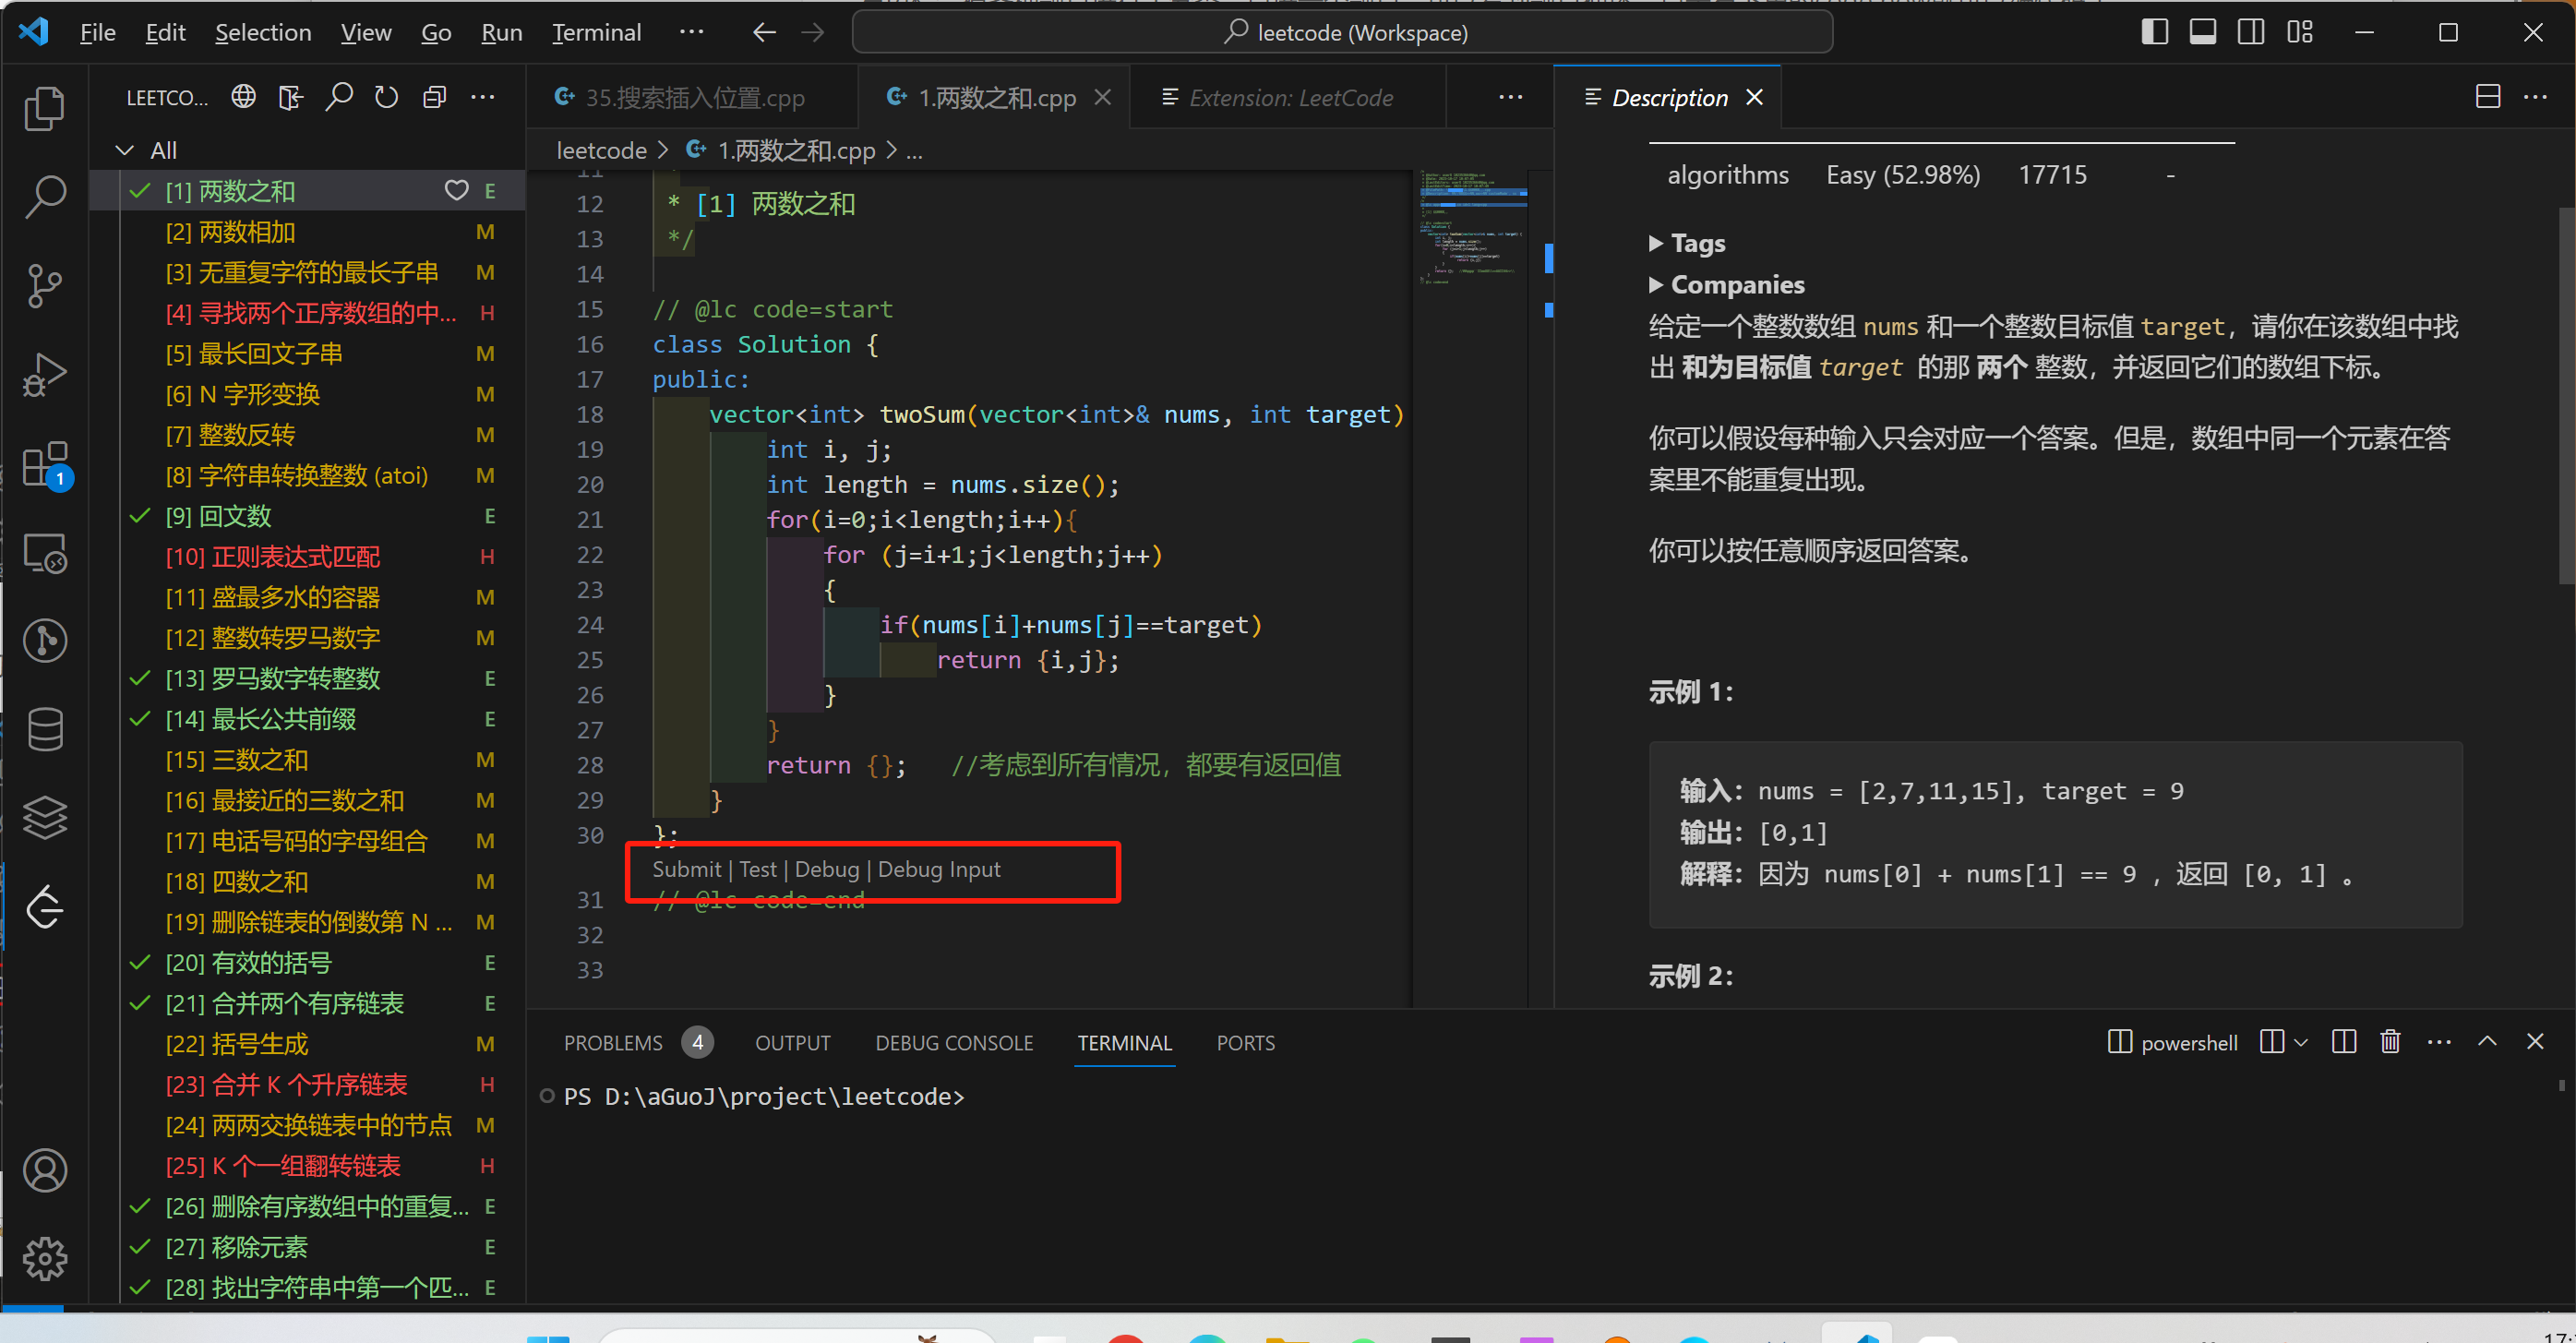 File Edit Selection View Go Run Terminal ··· leetcode (Workspace)
LEETCO...
All
[1] 两数之和 E
[2] 两数相加 M
[3] 无重复字符的最长子串 M
[4] 寻找两个正序数组的中... H
[5] 最长回文子串 M
[6] N 字形变换 M
[7] 整数反转 M
[8] 字符串转换整数 (atoi) M
[9] 回文数 E
[10] 正则表达式匹配 H
[11] 盛最多水的容器 M
[12] 整数转罗马数字 M
[13] 罗马数字转整数 E
[14] 最长公共前缀 E
[15] 三数之和 M
[16] 最接近的三数之和 M
[17] 电话号码的字母组合 M
[18] 四数之和 M
[19] 删除链表的倒数第 N ... M
[20] 有效的括号 E
[21] 合并两个有序链表 E
[22] 括号生成 M
[23] 合并 K 个升序链表 H
[24] 两两交换链表中的节点 M
[25] K 个一组翻转链表 H
[26] 删除有序数组中的重复... E
[27] 移除元素 E
[28] 找出字符串中第一个匹... E
1
35.搜索插入位置.cpp 1.两数之和.cpp Extension: LeetCode
leetcode > 1.两数之和.cpp > ...
11
12 * [1] 两数之和
13 */
14
15 // @lc code=start
16 class Solution {
17 public:
18 vector<int> twoSum(vector<int>& nums, int target)
19 int i, j;
20 int length = nums.size();
21 for(i=0;i<length;i++){
22 for (j=i+1;j<length;j++)
23 {
24 if(nums[i]+nums[j]==target)
25 return {i,j};
26 }
27 }
28 return {}; //考虑到所有情况，都要有返回值
29 }
30 };
Submit | Test | Debug | Debug Input
31 // @lc code=end
32
33
Description
algorithms Easy (52.98%) 17715 -
Tags
Companies
给定一个整数数组 nums 和一个整数目标值 target，请你在该数组中找
出 和为目标值 target 的那 两个 整数，并返回它们的数组下标。
你可以假设每种输入只会对应一个答案。但是，数组中同一个元素在答
案里不能重复出现。
你可以按任意顺序返回答案。
示例 1：
输入：nums = [2,7,11,15], target = 9
输出：[0,1]
解释：因为 nums[0] + nums[1] == 9 ，返回 [0, 1] 。
示例 2：
PROBLEMS 4 OUTPUT DEBUG CONSOLE TERMINAL PORTS powershell
PS D:\aGuoJ\project\leetcode>